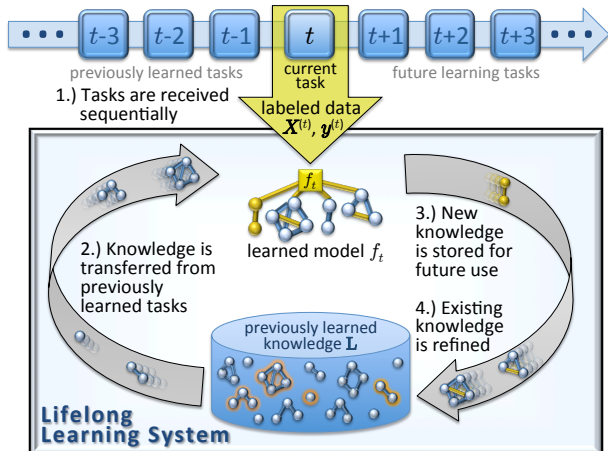 • • • t-3 t-2 t-1 t t+1 t+2 t+3 • • •
previously learned tasks
current
task
future learning tasks
1.) Tasks are received
sequentially
labeled data
X(t), y(t)
ft
learned model ft
2.) Knowledge is
transferred from
previously
learned tasks
3.) New
knowledge
is stored for
future use
previously learned
knowledge L
4.) Existing
knowledge
is refined
Lifelong
Learning System